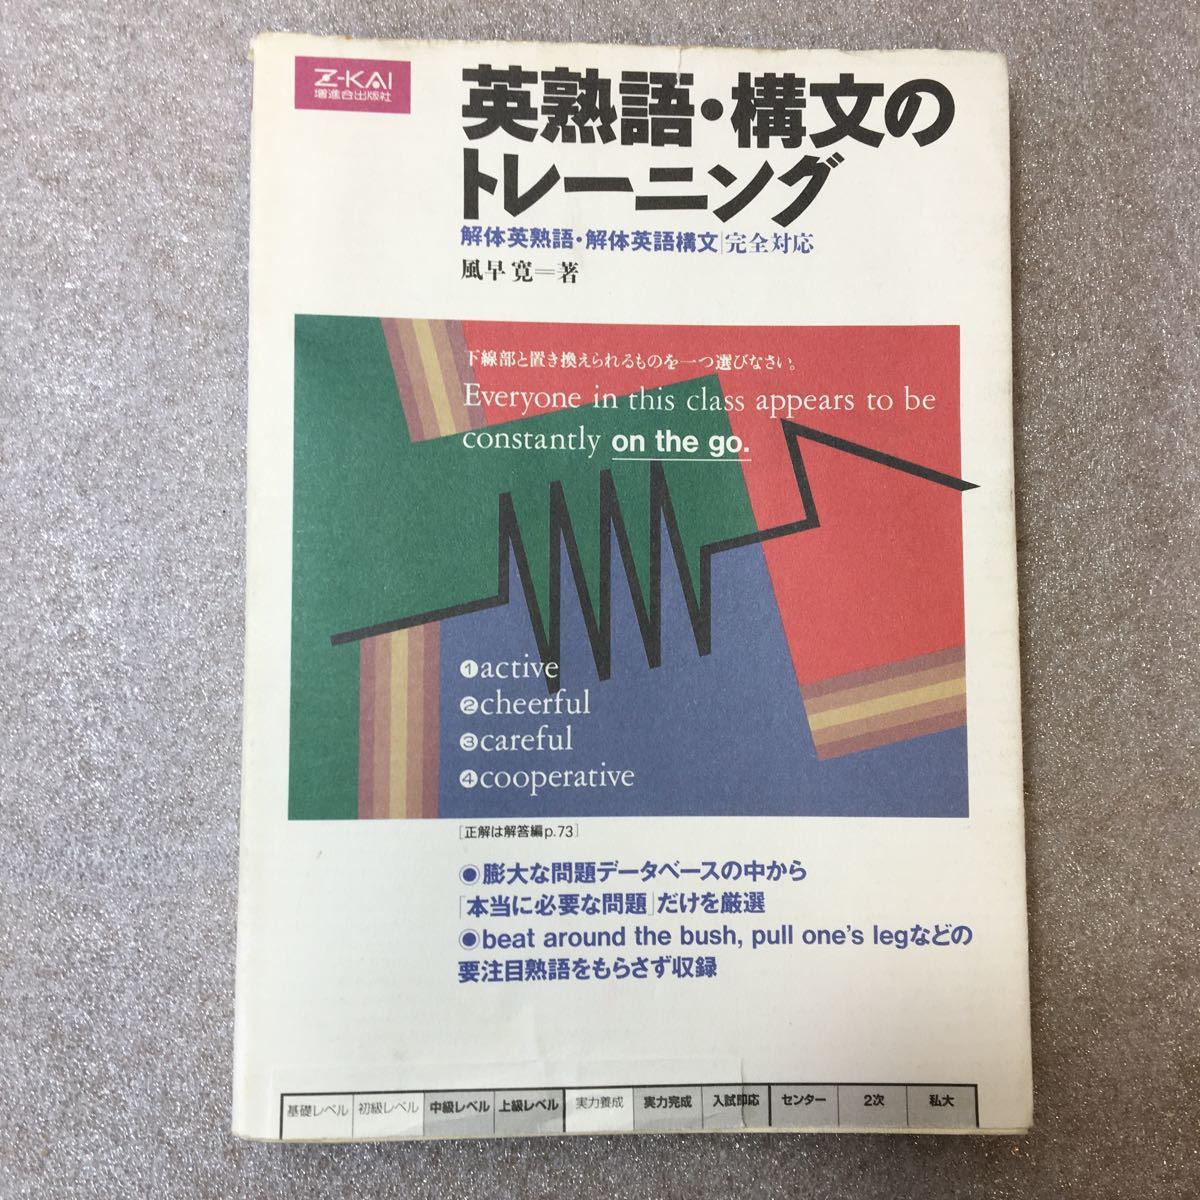 Z-KAI
増進会出版社
英熟語・構文の
トレーニング
解体英熟語・解体英語構文|完全対応
風早 寛＝著
下線部と置き換えられるものを一つ選びなさい。
Everyone in this class appears to be
constantly on the go.
❶active
❷cheerful
❸careful
❹cooperative
[正解は解答編p.73]
◉膨大な問題データベースの中から
「本当に必要な問題」だけを厳選
◉beat around the bush, pull one's legなどの
要注目熟語をもらさず収録
基礎レベル 初級レベル 中級レベル 上級レベル 実力養成 実力完成 入試即応 センター 2次 私大